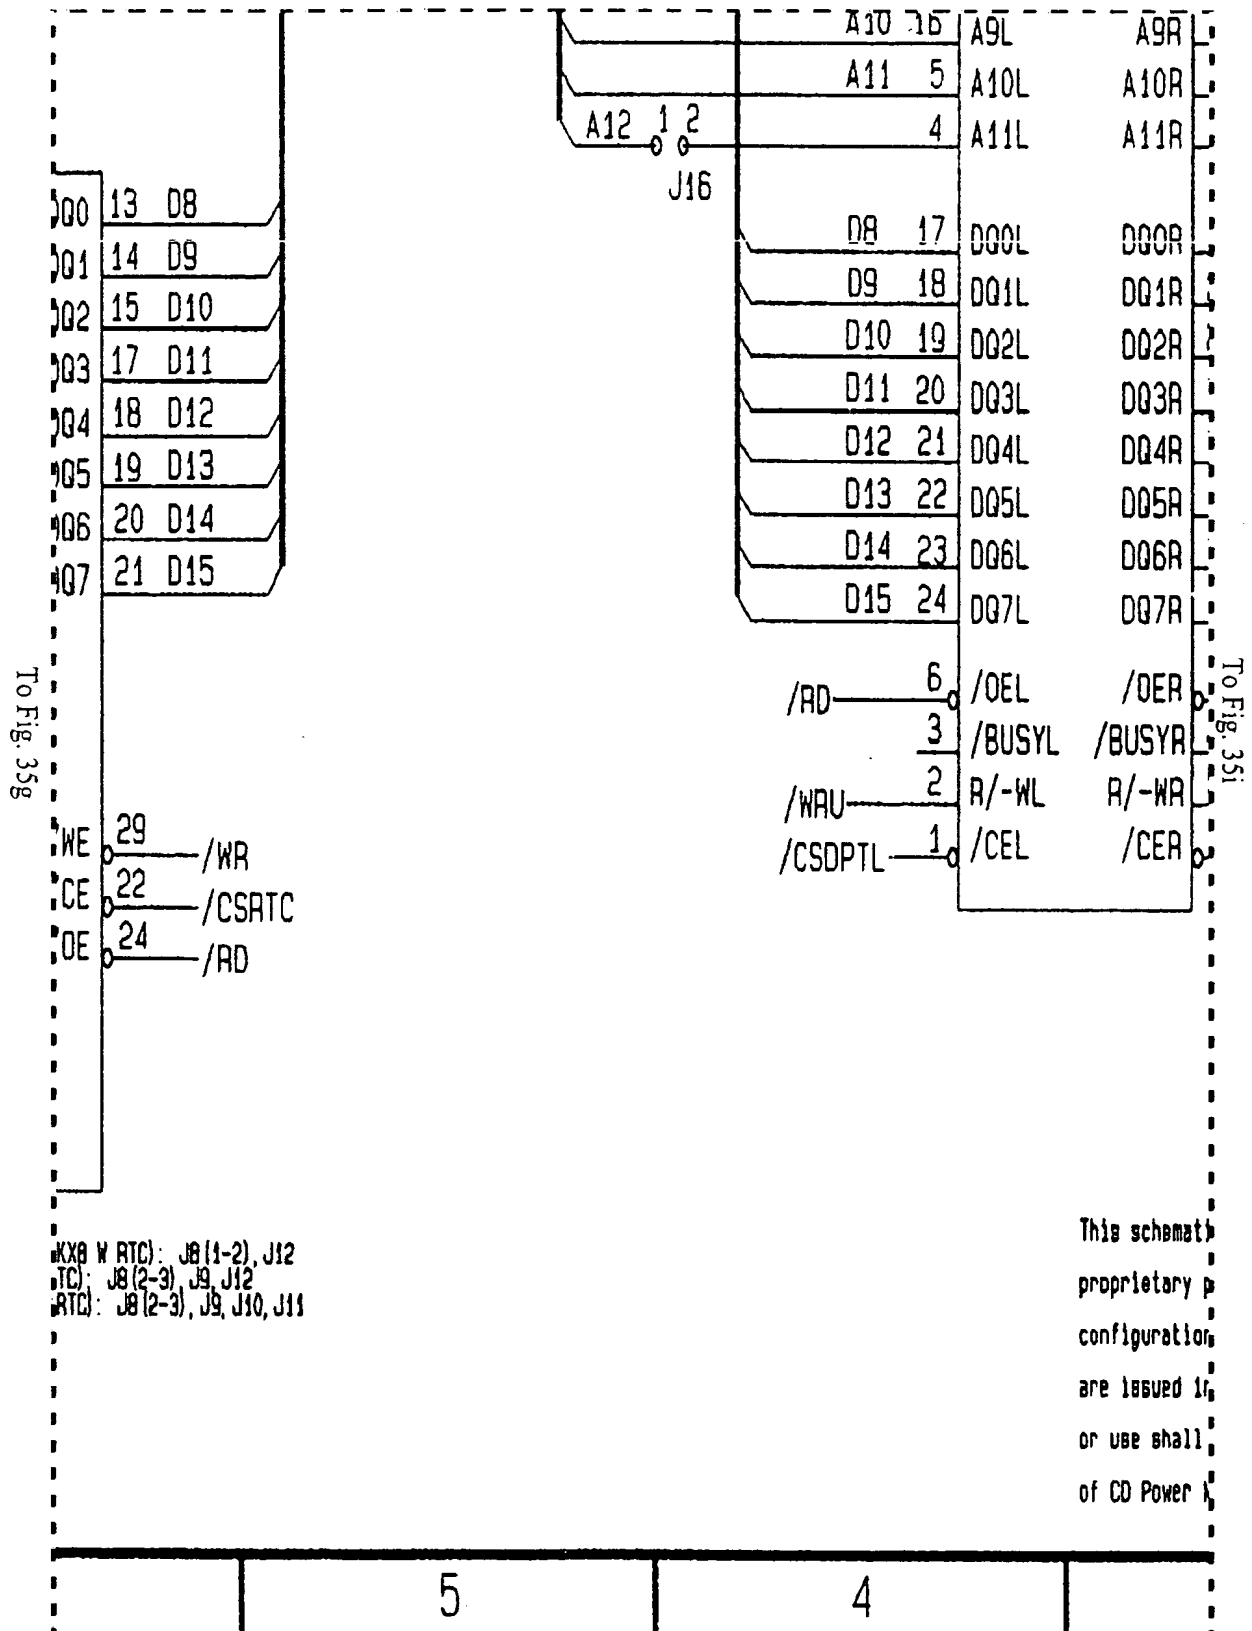 A10 16 A9L A9R
A11 5 A10L A10R
A12 1 2 4 A11L A11R
J16
DQ0 13 D8
D8 17 DQ0L DQ0R
DQ1 14 D9
D9 18 DQ1L DQ1R
DQ2 15 D10
D10 19 DQ2L DQ2R
DQ3 17 D11
D11 20 DQ3L DQ3R
DQ4 18 D12
D12 21 DQ4L DQ4R
DQ5 19 D13
D13 22 DQ5L DQ5R
DQ6 20 D14
D14 23 DQ6L DQ6R
DQ7 21 D15
D15 24 DQ7L DQ7R
/RD 6 /OEL /OER
3 /BUSYL /BUSYR
/WRU 2 R/-WL R/-WR
/CSDPTL 1 /CEL /CER
To Fig. 35g
To Fig. 35i
WE 29 /WR
CE 22 /CSRTC
OE 24 /RD
KX8 W RTC): J8(1-2), J12
TC): J8(2-3), J9, J12
RTC): J8(2-3), J9, J10, J11
This schemati
proprietary p
configuration
are issued in
or use shall
of CD Power
5 4